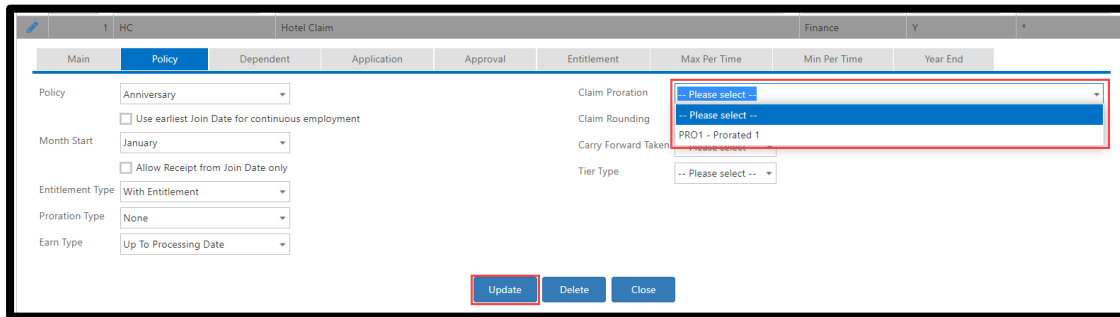 1 HC Hotel Claim Finance Y *
Main Policy Dependent Application Approval Entitlement Max Per Time Min Per Time Year End
Policy Anniversary Claim Proration -- Please select --
Use earliest Join Date for continuous employment Claim Rounding -- Please select --
Month Start January PRO1 - Prorated 1
Carry Forward Taken -- Please select --
Allow Receipt from Join Date only
Tier Type -- Please select --
Entitlement Type With Entitlement
Proration Type None
Earn Type Up To Processing Date
Update Delete Close